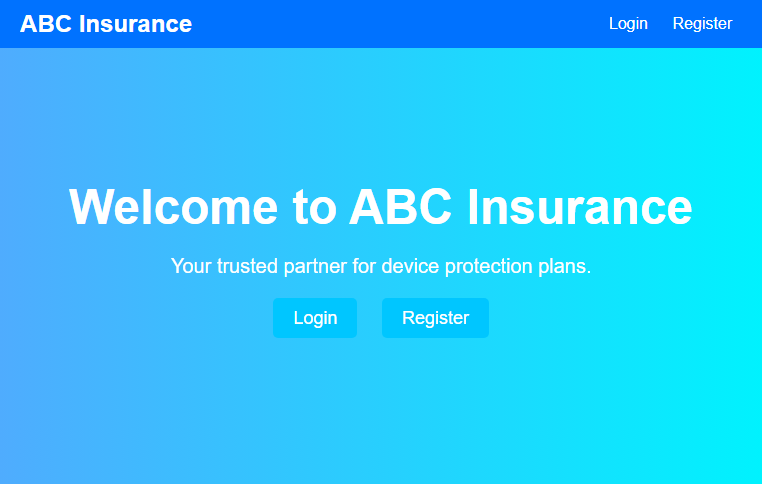 ABC Insurance
Login Register
Welcome to ABC Insurance
Your trusted partner for device protection plans.
Login Register